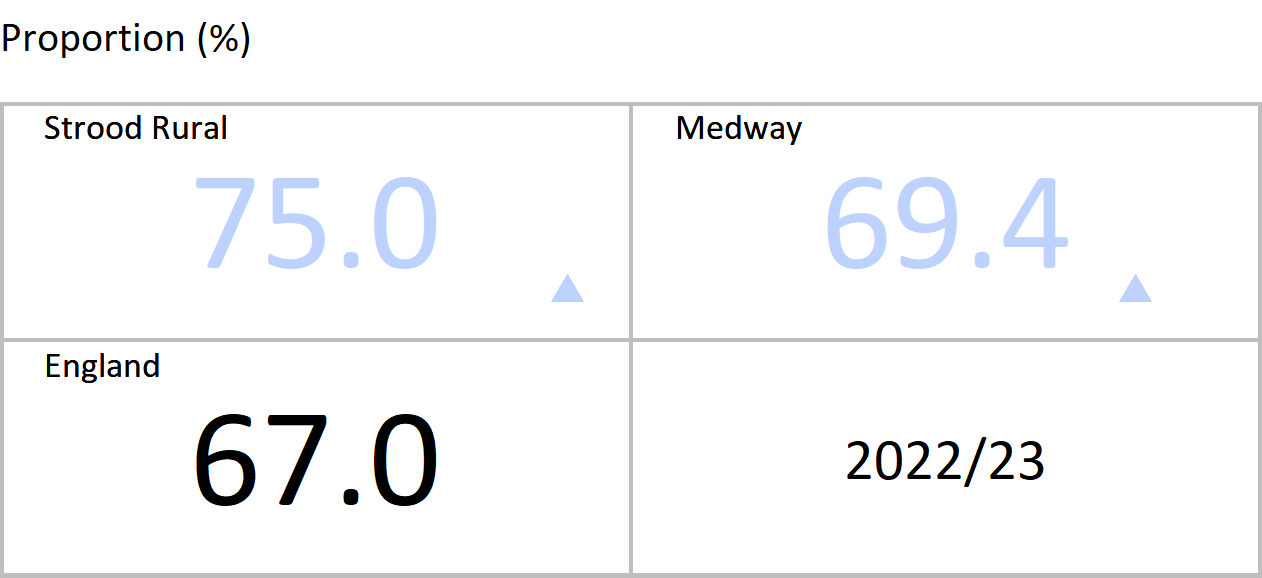 Proportion (%)
Strood Rural
75.0
Medway
69.4
England
67.0
2022/23